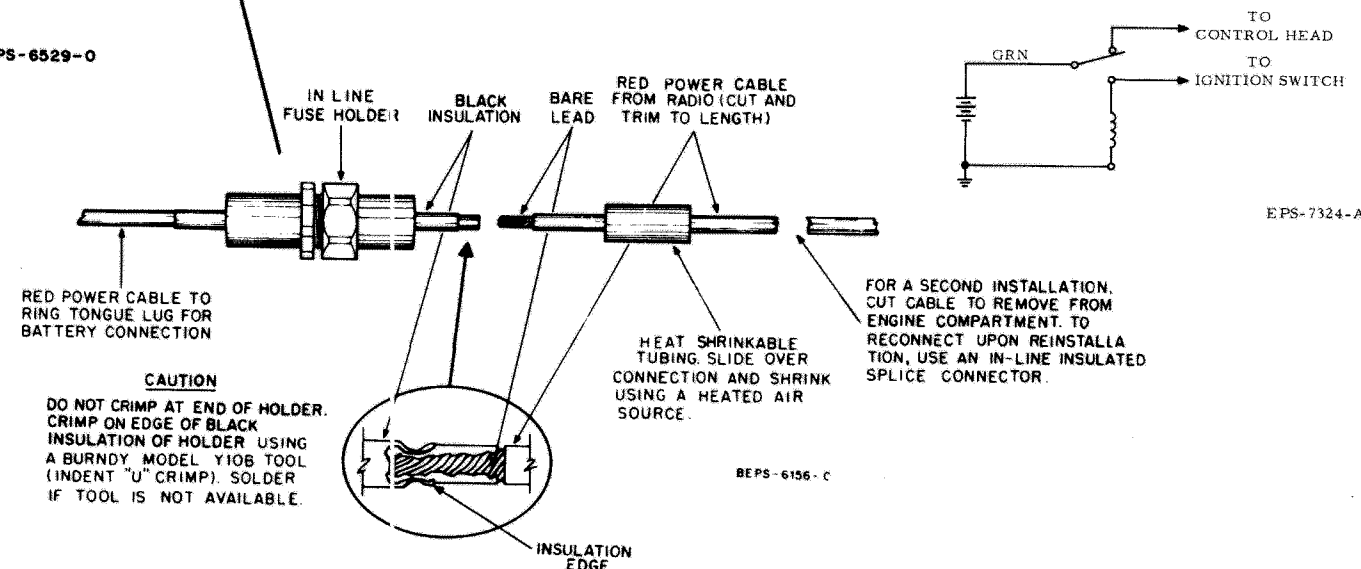 PS-6529-O
IN LINE
FUSE HOLDER
BLACK
INSULATION
BARE
LEAD
RED POWER CABLE
FROM RADIO (CUT AND
TRIM TO LENGTH)
TO
CONTROL HEAD
GRN
TO
IGNITION SWITCH
EPS-7324-A
RED POWER CABLE TO
RING TONGUE LUG FOR
BATTERY CONNECTION
HEAT SHRINKABLE
TUBING. SLIDE OVER
CONNECTION AND SHRINK
USING A HEATED AIR
SOURCE.
FOR A SECOND INSTALLATION,
CUT CABLE TO REMOVE FROM
ENGINE COMPARTMENT. TO
RECONNECT UPON REINSTALLA
TION, USE AN IN-LINE INSULATED
SPLICE CONNECTOR.
CAUTION
DO NOT CRIMP AT END OF HOLDER.
CRIMP ON EDGE OF BLACK
INSULATION OF HOLDER USING
A BURNDY MODEL Y10B TOOL
(INDENT "U" CRIMP). SOLDER
IF TOOL IS NOT AVAILABLE.
BEPS-6156-C
INSULATION
EDGE